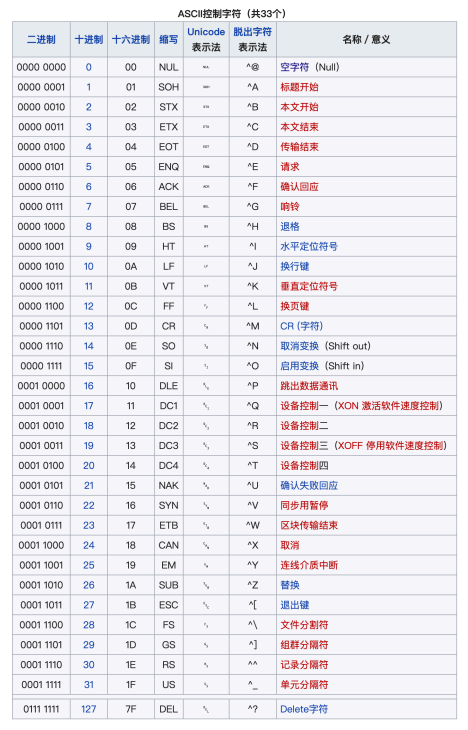 ASCII控制字符（共33个）
二进制 十进制 十六进制 缩写 Unicode表示法 脱出字符表示法 名称 / 意义
0000 0000 0 00 NUL ^@ 空字符（Null）
0000 0001 1 01 SOH ^A 标题开始
0000 0010 2 02 STX ^B 本文开始
0000 0011 3 03 ETX ^C 本文结束
0000 0100 4 04 EOT ^D 传输结束
0000 0101 5 05 ENQ ^E 请求
0000 0110 6 06 ACK ^F 确认回应
0000 0111 7 07 BEL ^G 响铃
0000 1000 8 08 BS ^H 退格
0000 1001 9 09 HT ^I 水平定位符号
0000 1010 10 0A LF ^J 换行键
0000 1011 11 0B VT ^K 垂直定位符号
0000 1100 12 0C FF ^L 换页键
0000 1101 13 0D CR ^M CR (字符)
0000 1110 14 0E SO ^N 取消变换（Shift out）
0000 1111 15 0F SI ^O 启用变换（Shift in）
0001 0000 16 10 DLE ^P 跳出数据通讯
0001 0001 17 11 DC1 ^Q 设备控制一（XON 激活软件速度控制）
0001 0010 18 12 DC2 ^R 设备控制二
0001 0011 19 13 DC3 ^S 设备控制三（XOFF 停用软件速度控制）
0001 0100 20 14 DC4 ^T 设备控制四
0001 0101 21 15 NAK ^U 确认失败回应
0001 0110 22 16 SYN ^V 同步用暂停
0001 0111 23 17 ETB ^W 区块传输结束
0001 1000 24 18 CAN ^X 取消
0001 1001 25 19 EM ^Y 连线介质中断
0001 1010 26 1A SUB ^Z 替换
0001 1011 27 1B ESC ^[ 退出键
0001 1100 28 1C FS ^\ 文件分割符
0001 1101 29 1D GS ^] 组群分隔符
0001 1110 30 1E RS ^^ 记录分隔符
0001 1111 31 1F US ^_ 单元分隔符
0111 1111 127 7F DEL ^? Delete字符